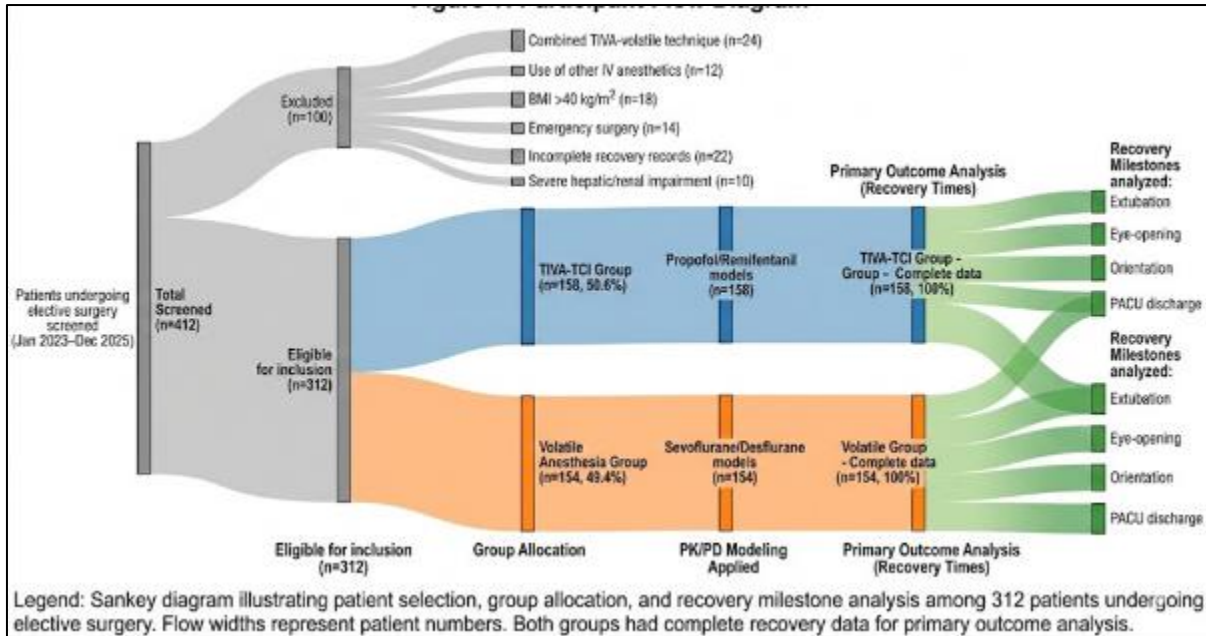 Combined TIVA-volatile technique (n=24)
Use of other IV anesthetics (n=12)
BMI >40 kg/m² (n=18)
Emergency surgery (n=14)
Incomplete recovery records (n=22)
Severe hepatic/renal impairment (n=10)
Excluded
(n=100)
Patients undergoing
elective surgery
screened
(Jan 2023–Dec 2025)
Total
Screened
(n=412)
Eligible
for inclusion
(n=312)
TIVA-TCI Group
(n=158, 50.6%)
Propofol/Remifentanil
models
(n=158)
Primary Outcome Analysis
(Recovery Times)
TIVA-TCI Group -
Group - Complete data
(n=158, 100%)
Recovery
Milestones
analyzed:
Extubation
Eye-opening
Orientation
PACU discharge
Volatile
Anesthesia Group
(n=154, 49.4%)
Sevoflurane/Desflurane
models
(n=154)
Volatile Group
- Complete data
(n=154, 100%)
Recovery
Milestones
analyzed:
Extubation
Eye-opening
Orientation
PACU discharge
Eligible for inclusion
(n=312)
Group Allocation
PK/PD Modeling
Applied
Primary Outcome Analysis
(Recovery Times)
Legend: Sankey diagram illustrating patient selection, group allocation, and recovery milestone analysis among 312 patients undergoing
elective surgery. Flow widths represent patient numbers. Both groups had complete recovery data for primary outcome analysis.